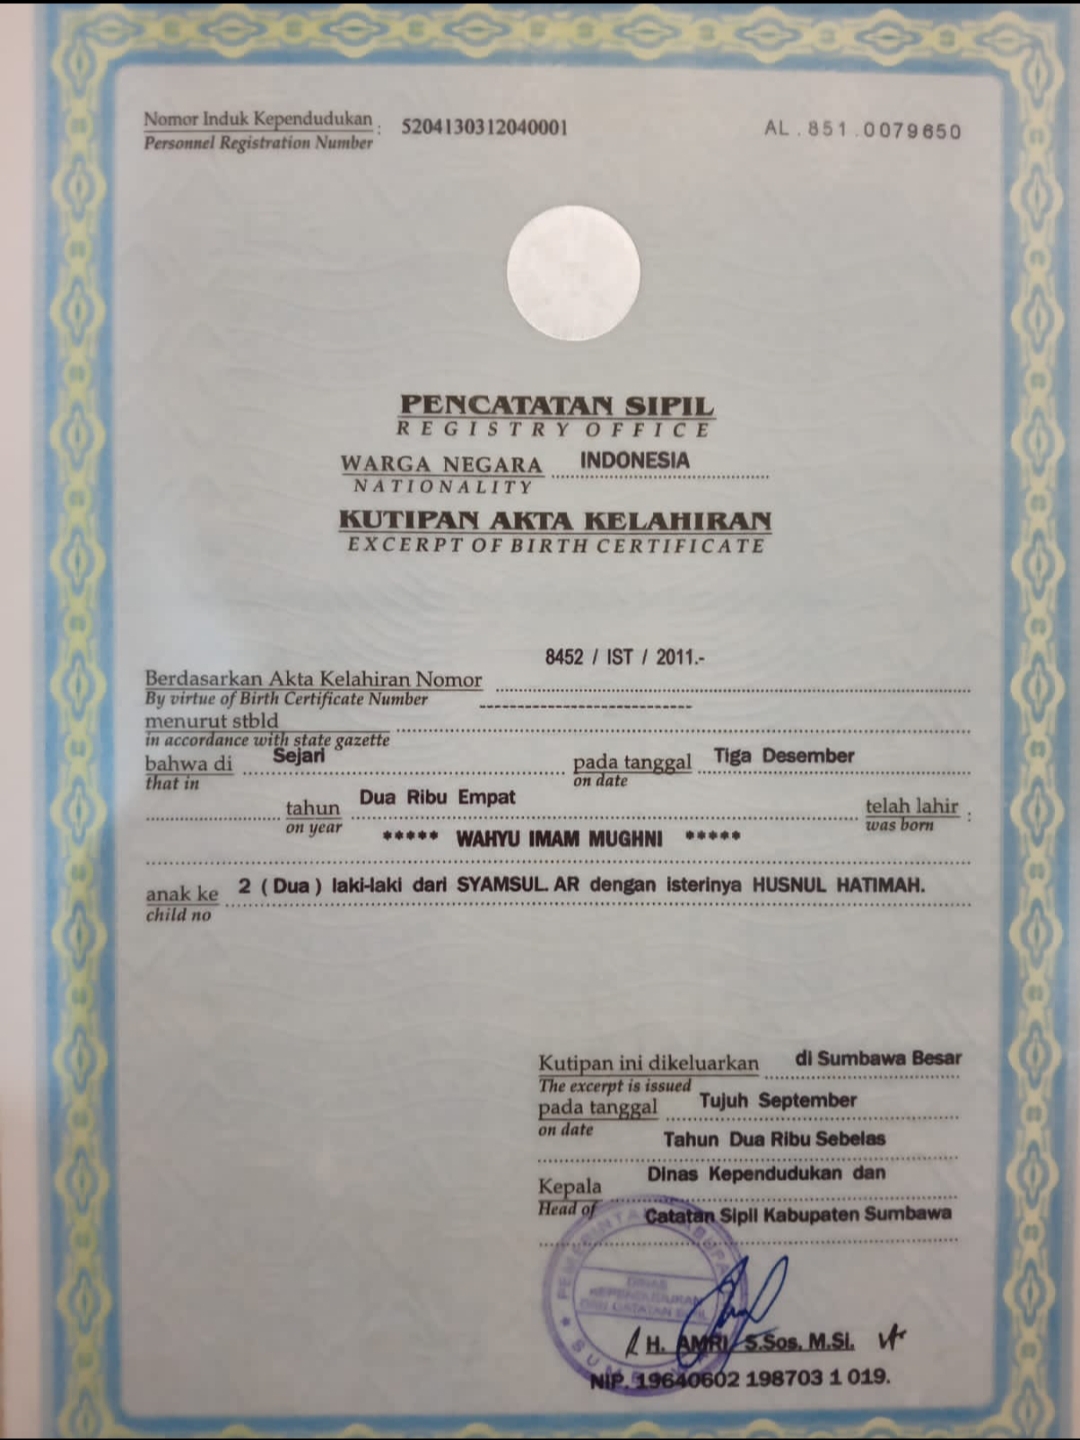 Nomor Induk Kependudukan : 5204130312040001 AL . 851 . 0079650
Personnel Registration Number
PENCATATAN SIPIL
REGISTRY OFFICE
WARGA NEGARA INDONESIA
NATIONALITY
KUTIPAN AKTA KELAHIRAN
EXCERPT OF BIRTH CERTIFICATE
8452 / IST / 2011.-
Berdasarkan Akta Kelahiran Nomor
By virtue of Birth Certificate Number
menurut stbld
in accordance with state gazette
bahwa di Sejari pada tanggal Tiga Desember
that in on date
tahun Dua Ribu Empat telah lahir :
on year was born
***** WAHYU IMAM MUGHNI *****
anak ke 2 ( Dua ) laki-laki dari SYAMSUL. AR dengan isterinya HUSNUL HATIMAH.
child no
Kutipan ini dikeluarkan di Sumbawa Besar
The excerpt is issued
pada tanggal Tujuh September
on date
Tahun Dua Ribu Sebelas
Kepala Dinas Kependudukan dan
Head of Catatan Sipil Kabupaten Sumbawa
DINAS
KEPENDUDUKAN
DAN CATATAN SIPIL
H. AMRI, S.Sos, M.Si.
NIP. 19640602 198703 1 019.